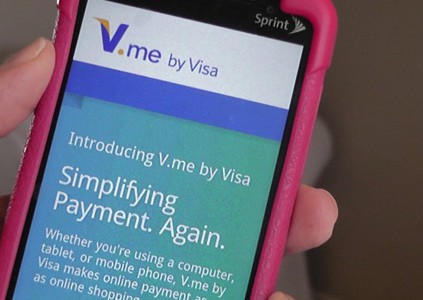 Sprint
V.me by Visa
Introducing V.me by Visa
Simplifying
Payment. Again.
Whether you're using a computer,
tablet, or mobile phone, V.me by
Visa makes online payment as
as online shopping